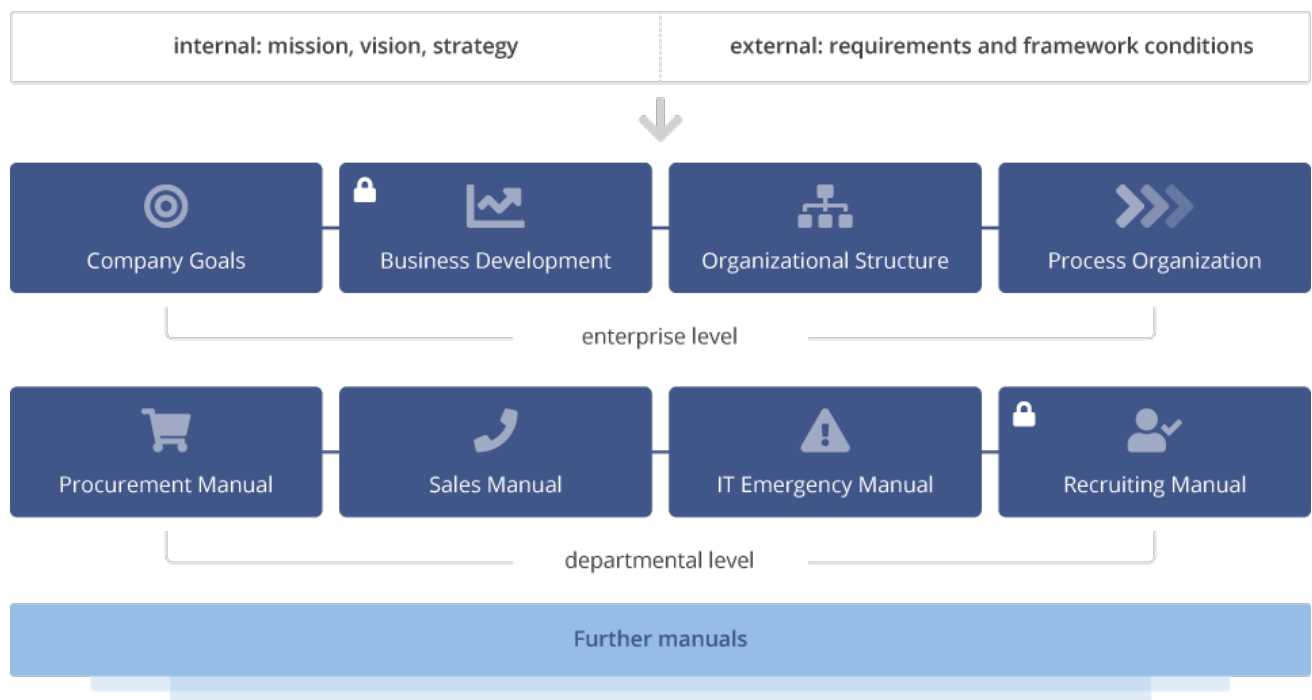 internal: mission, vision, strategy
external: requirements and framework conditions
Company Goals
Business Development
Organizational Structure
Process Organization
enterprise level
Procurement Manual
Sales Manual
IT Emergency Manual
Recruiting Manual
departmental level
Further manuals